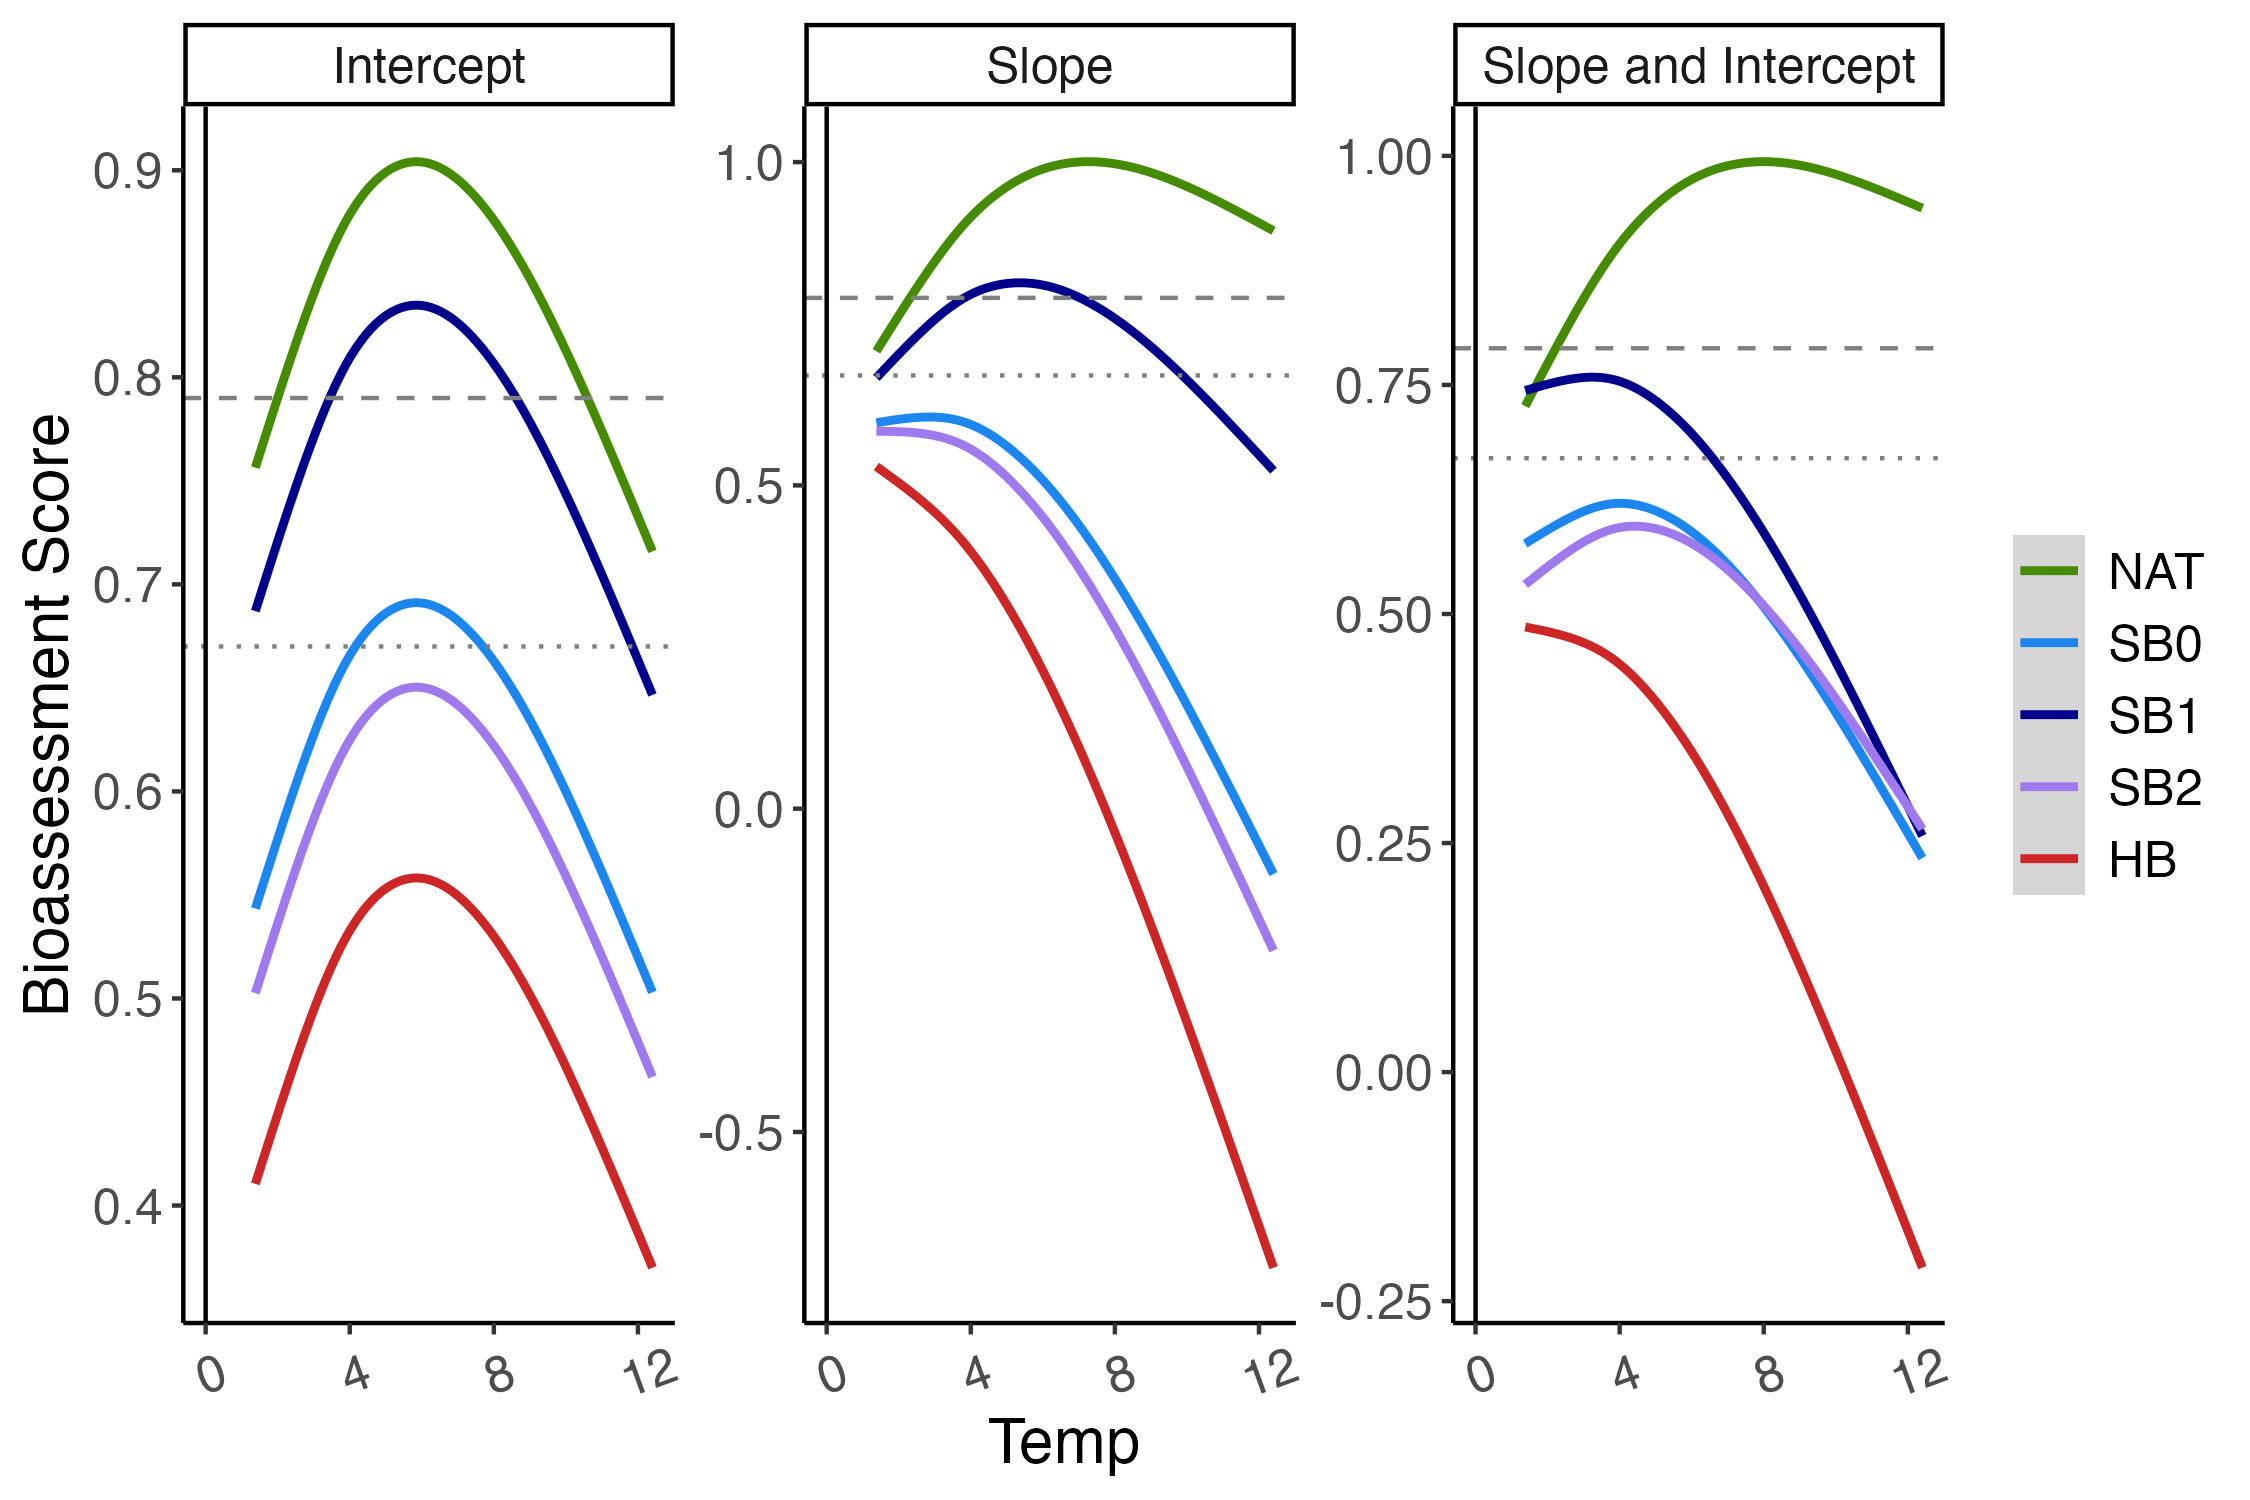 Intercept
Slope
Slope and Intercept
Bioassessment Score
0.9
0.8
0.7
0.6
0.5
0.4
0 4 8 12
1.0
0.5
0.0
-0.5
0 4 8 12
1.00
0.75
0.50
0.25
0.00
-0.25
0 4 8 12
Temp
NAT
SB0
SB1
SB2
HB